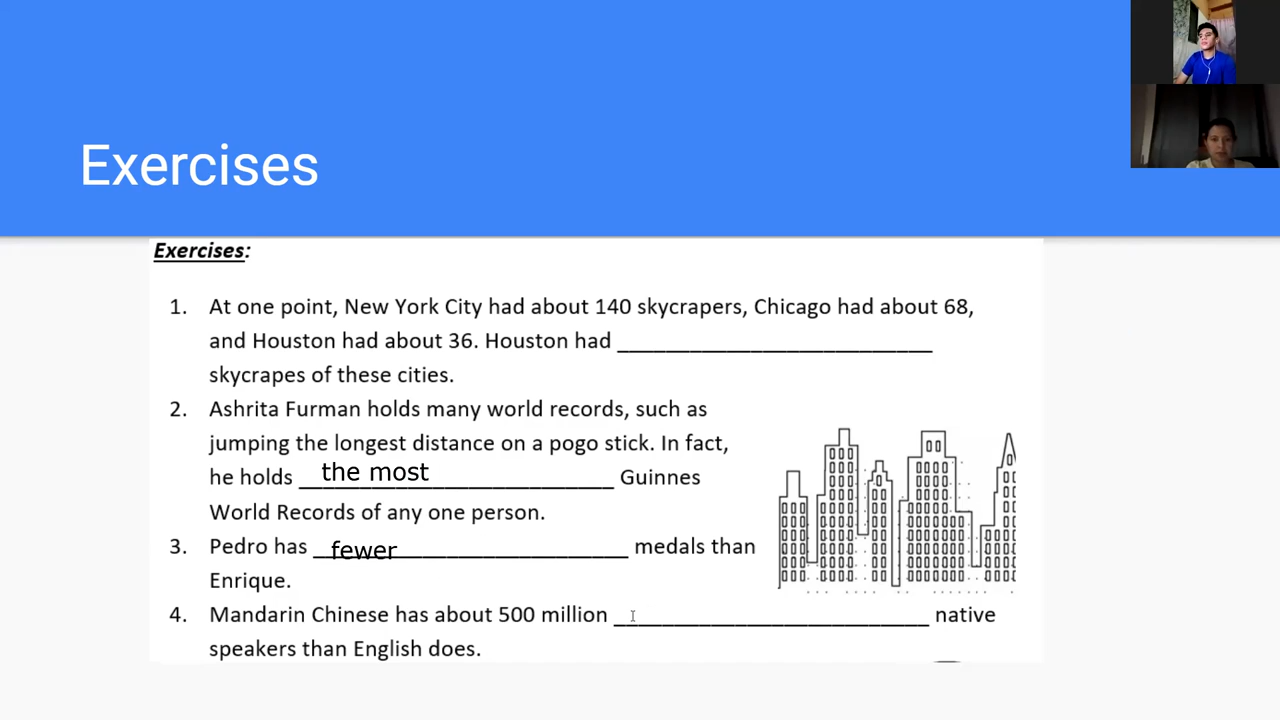 Exercises
Exercises:
1. At one point, New York City had about 140 skycrapers, Chicago had about 68,
and Houston had about 36. Houston had __________________________
skycrapes of these cities.
2. Ashrita Furman holds many world records, such as
jumping the longest distance on a pogo stick. In fact,
he holds the most Guinnes
World Records of any one person.
3. Pedro has fewer medals than
Enrique.
4. Mandarin Chinese has about 500 million __________________________ native
speakers than English does.